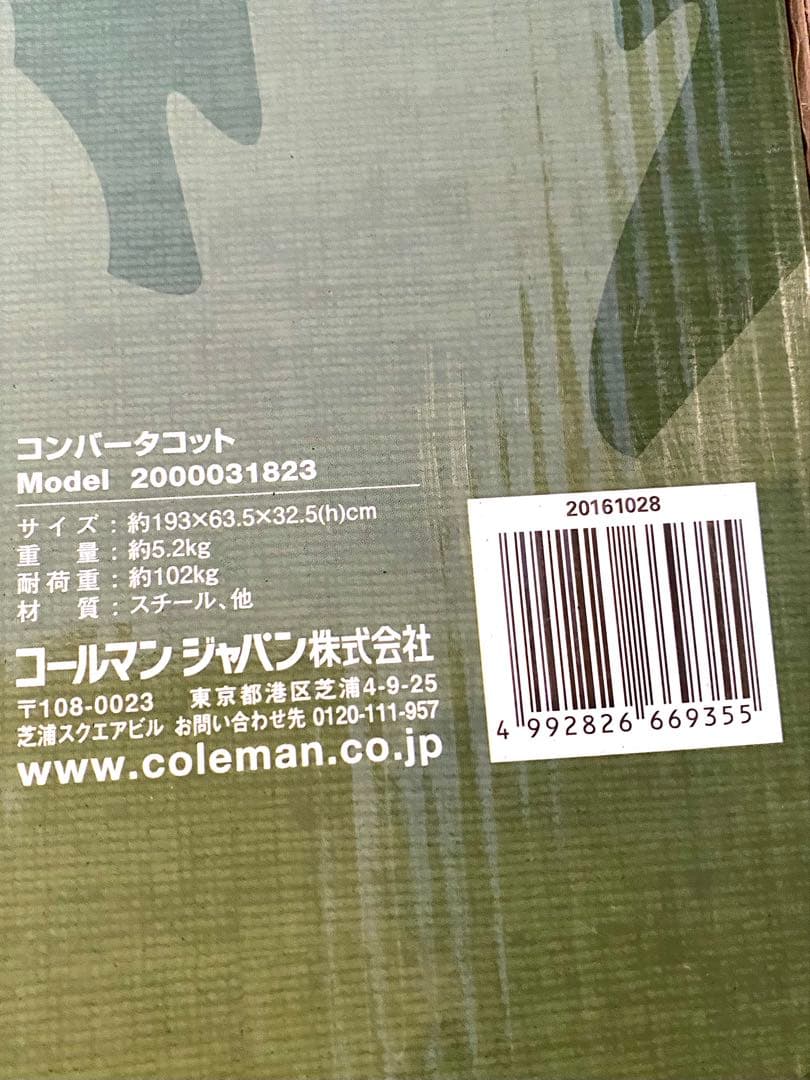 コンバータコット
Model 2000031823
サイズ：約193×63.5×32.5(h)cm
重　量：約5.2kg
耐荷重：約102kg
材　質：スチール、他
コールマン ジャパン株式会社
〒108-0023　東京都港区芝浦4-9-25
芝浦スクエアビル お問い合わせ先 0120-111-957
www.coleman.co.jp
20161028
4 992826 669355